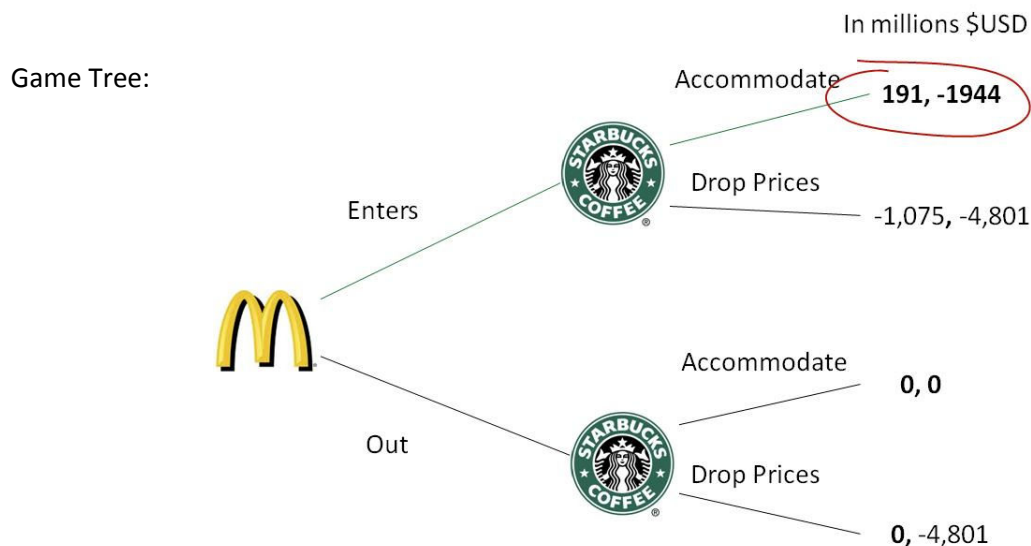 In millions $USD
Game Tree:
Accommodate
191, -1944
STARBUCKS
COFFEE
®
Drop Prices
-1,075, -4,801
Enters
Accommodate
0, 0
Out
STARBUCKS
COFFEE
®
Drop Prices
0, -4,801